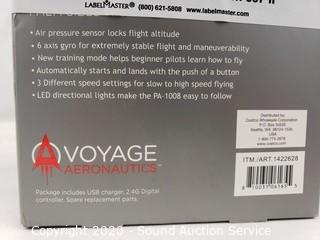 LABELMASTER® (800) 621-5808 www.labelmaster.com
• Air pressure sensor locks flight altitude
• 6 axis gyro for extremely stable flight and maneuverability
• New training mode helps beginner pilots learn how to fly
• Automatically starts and lands with the push of a button
• 3 Different speed settings for slow to high speed flying
• LED directional lights make the PA-1008 easy to follow
VOYAGE
AERONAUTICS™
Package includes USB charger, 2.4G Digital
controller. Spare replacement parts.
Distributed by:
Costco Wholesale Corporation
P.O. Box 34535
Seattle, WA 98124-1535
USA
1-800-774-2678
www.costco.com
ITM./ART.1422628
Copyright 2020 - Sound Auction Service